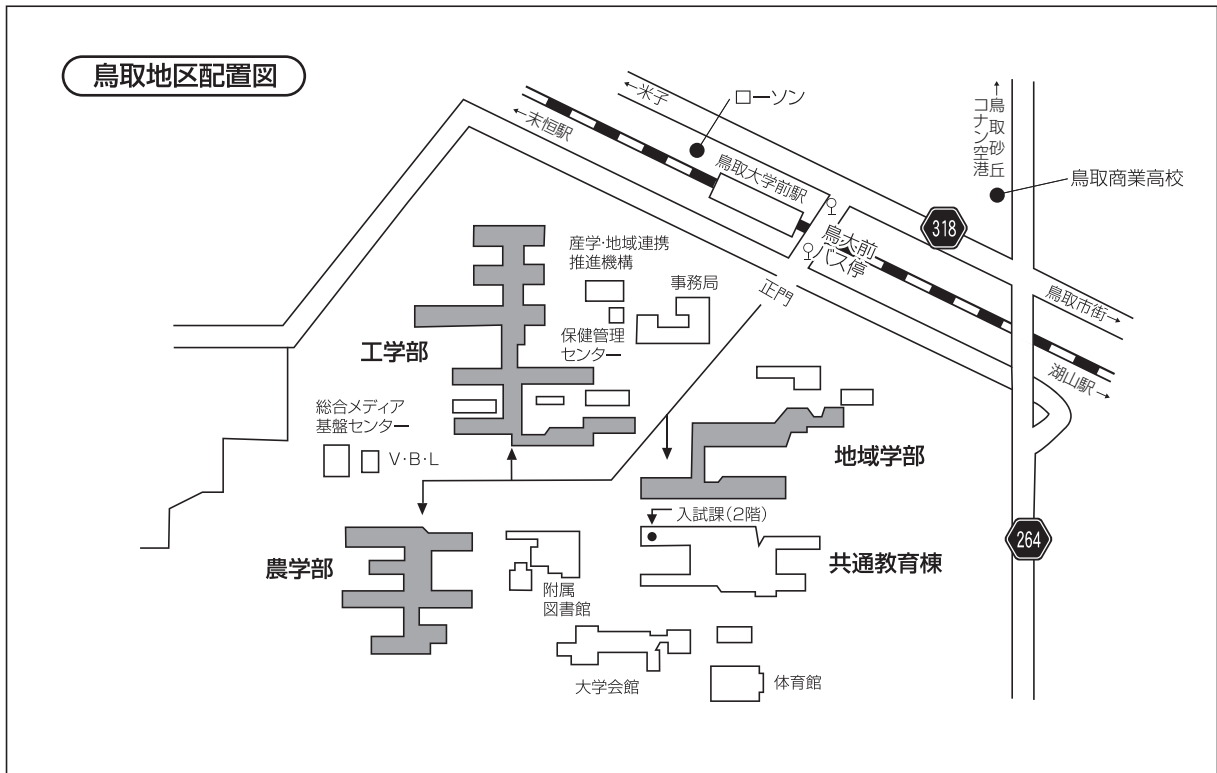 鳥取地区配置図
←米子
ローソン
←末恒駅
鳥取大学前駅
←鳥取砂丘
コナン空港
鳥取商業高校
318
鳥大前
バス停
鳥取市街→
湖山駅→
正門
産学・地域連携
推進機構
事務局
保健管理
センター
工学部
総合メディア
基盤センター
V・B・L
地域学部
入試課(2階)
264
農学部
共通教育棟
附属
図書館
大学会館
体育館